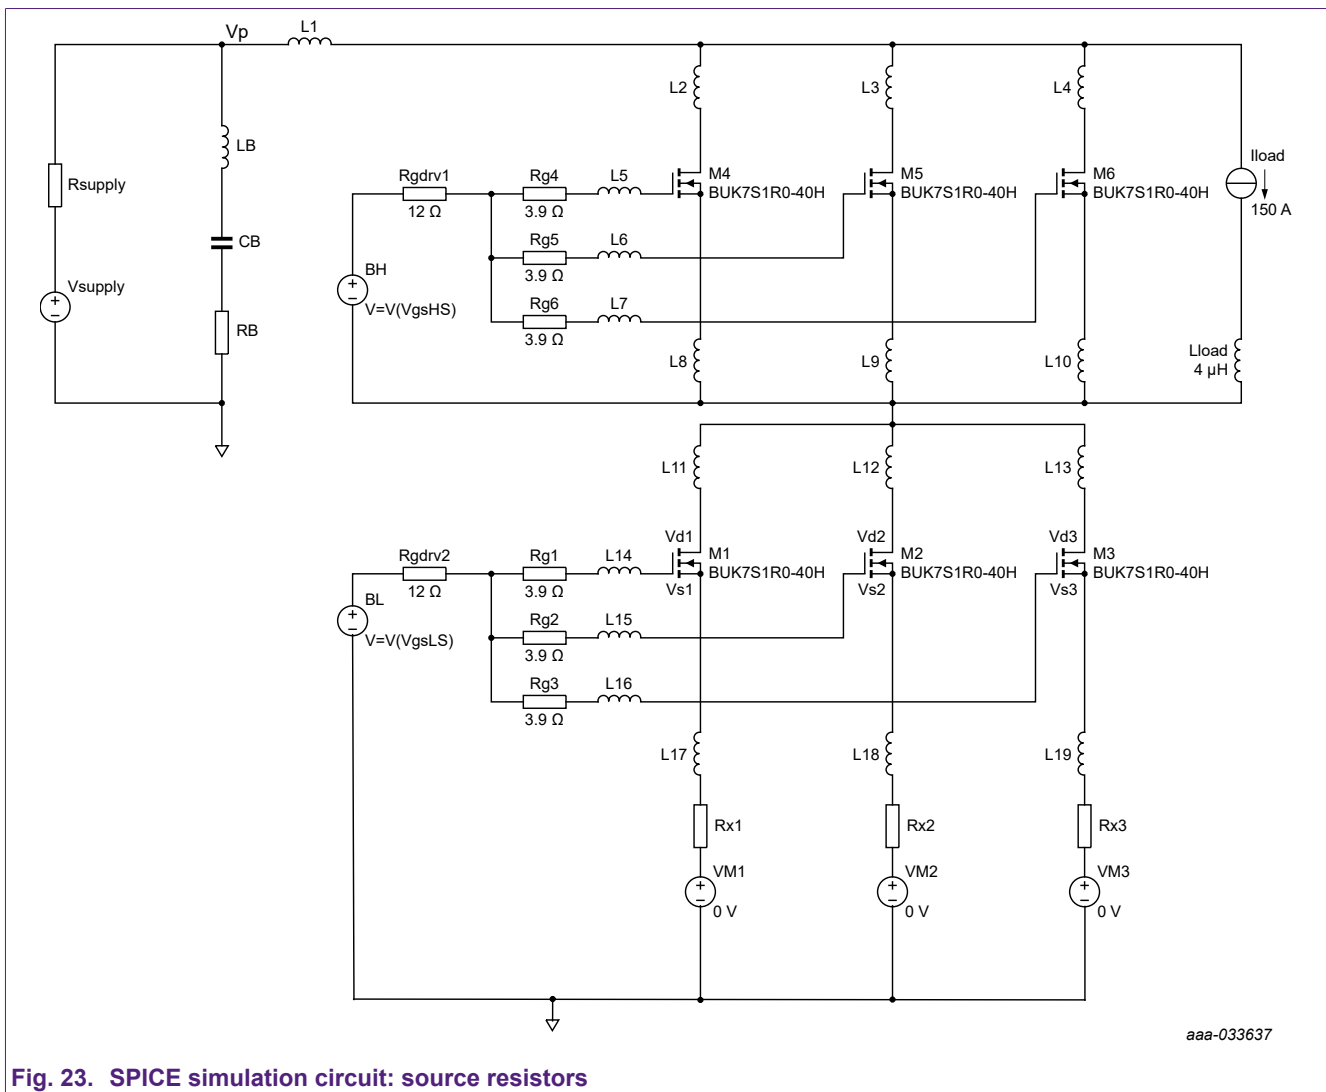 Vp
L1
L2
L3
L4
LB
Rsupply
Rgdrv1
12 Ω
Rg4
3.9 Ω
L5
M4
BUK7S1R0-40H
M5
BUK7S1R0-40H
M6
BUK7S1R0-40H
Iload
150 A
CB
Rg5
3.9 Ω
L6
Vsupply
+
−
BH
+
−
V=V(VgsHS)
Rg6
3.9 Ω
L7
RB
L8
L9
L10
Lload
4 µH
L11
L12
L13
Rgdrv2
12 Ω
Rg1
3.9 Ω
L14
Vd1
M1
BUK7S1R0-40H
Vs1
Vd2
M2
BUK7S1R0-40H
Vs2
Vd3
M3
BUK7S1R0-40H
Vs3
BL
+
−
V=V(VgsLS)
Rg2
3.9 Ω
L15
Rg3
3.9 Ω
L16
L17
L18
L19
Rx1
Rx2
Rx3
VM1
+
−
0 V
VM2
+
−
0 V
VM3
+
−
0 V
aaa-033637
Fig. 23. SPICE simulation circuit: source resistors